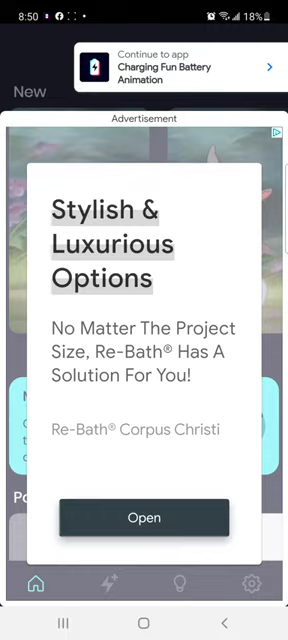 8:50
18%
Continue to app
Charging Fun Battery
Animation
New
Advertisement
Stylish &
Luxurious
Options
No Matter The Project
Size, Re-Bath® Has A
Solution For You!
Re-Bath® Corpus Christi
Open
Po